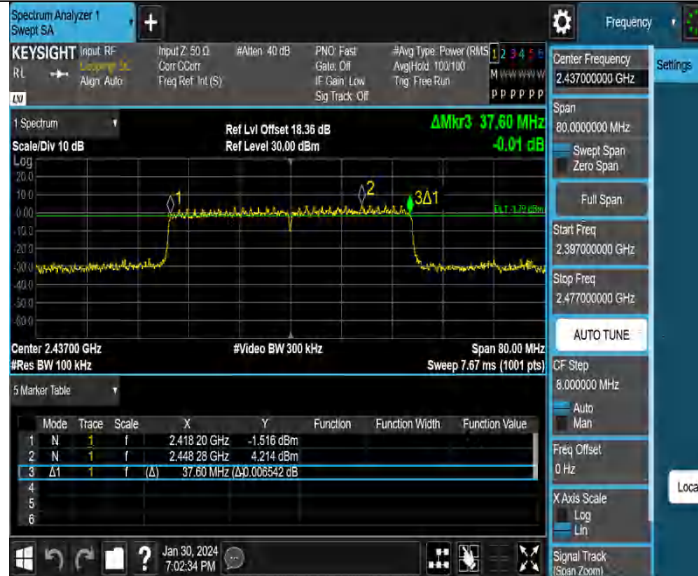 Spectrum Analyzer 1
Swept SA
+
Frequency
KEYSIGHT
RL
Input: RF
Align: Auto
Input Z: 50 Ω
Corr CCorr
Freq Ref: Int (S)
#Atten: 40 dB
PNO: Fast
Gate: Off
IF Gain: Low
Sig Track: Off
#Avg Type: Power (RMS
Avg|Hold: 100/100
Trig: Free Run
1 2 3 4 5 6
M W W W W W
P P P P P P
LXI
1 Spectrum
Scale/Div 10 dB
Ref Lvl Offset 18.36 dB
Ref Level 30.00 dBm
ΔMkr3 37.60 MHz
-0.01 dB
Log
20.0
10.0
0.00
-10.0
-20.0
-30.0
-40.0
-50.0
-60.0
1
2
3Δ1
Center 2.43700 GHz
#Res BW 100 kHz
#Video BW 300 kHz
Span 80.00 MHz
Sweep 7.67 ms (1001 pts)
5 Marker Table
Mode Trace Scale X Y Function Function Width Function Value
1 N 1 f 2.418 20 GHz -1.516 dBm
2 N 1 f 2.448 28 GHz 4.214 dBm
3 Δ1 1 f (Δ) 37.60 MHz (Δ) -0.006542 dB
4
5
6
Jan 30, 2024
7:02:34 PM
?
Center Frequency
2.437000000 GHz
Settings
Span
80.0000000 MHz
Swept Span
Zero Span
Full Span
Start Freq
2.397000000 GHz
Stop Freq
2.477000000 GHz
AUTO TUNE
CF Step
8.000000 MHz
Auto
Man
Freq Offset
0 Hz
X Axis Scale
Log
Lin
Signal Track
(Span Zoom)
Loca